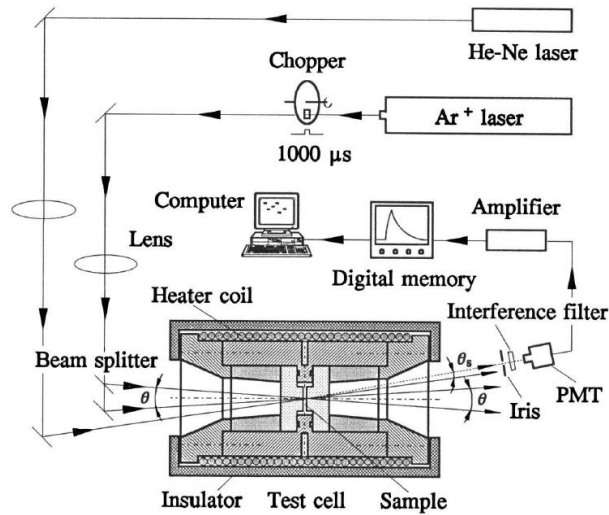 He-Ne laser
Chopper
Ar+ laser
1000 μs
Computer
Amplifier
Lens
Digital memory
Heater coil
Interference filter
Beam splitter
θs
θ
θ
PMT
Iris
Insulator
Test cell
Sample